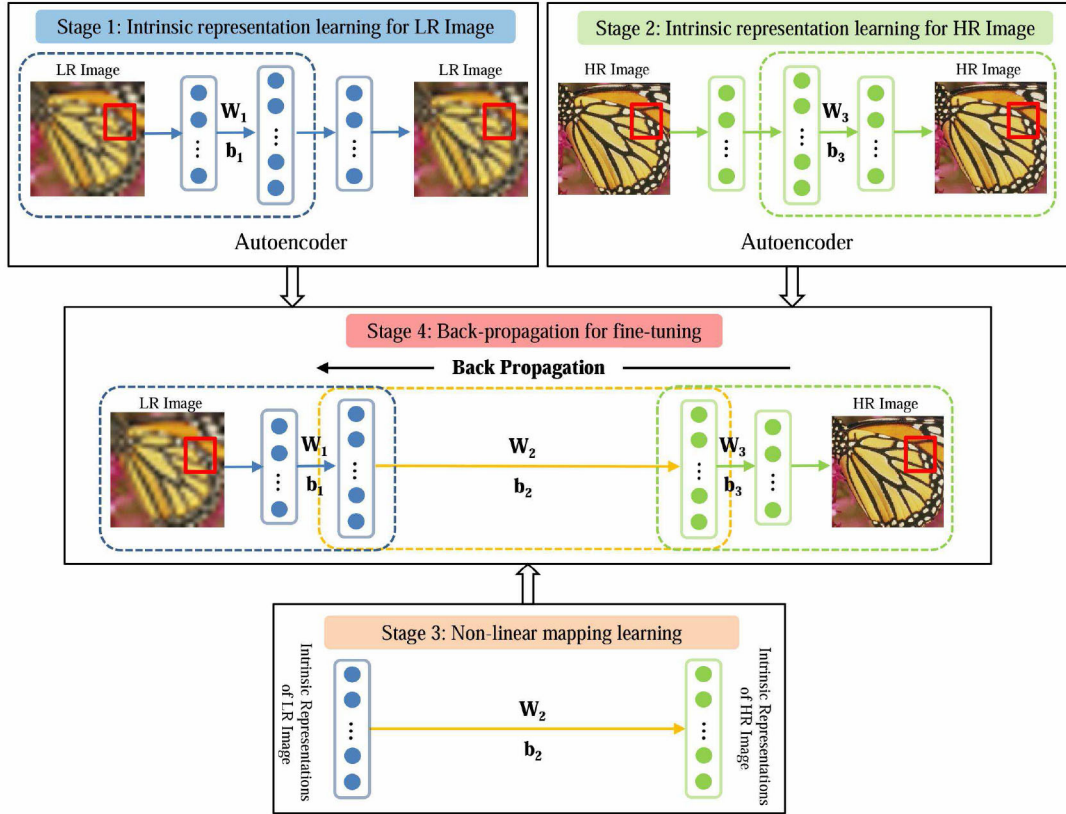 Stage 1: Intrinsic representation learning for LR Image
LR Image
LR Image
W1
b1
Autoencoder
Stage 2: Intrinsic representation learning for HR Image
HR Image
HR Image
W3
b3
Autoencoder
Stage 4: Back-propagation for fine-tuning
Back Propagation
LR Image
HR Image
W1
b1
W2
b2
W3
b3
Stage 3: Non-linear mapping learning
Intrinsic Representations
of LR Image
W2
b2
Intrinsic Representations
of HR Image